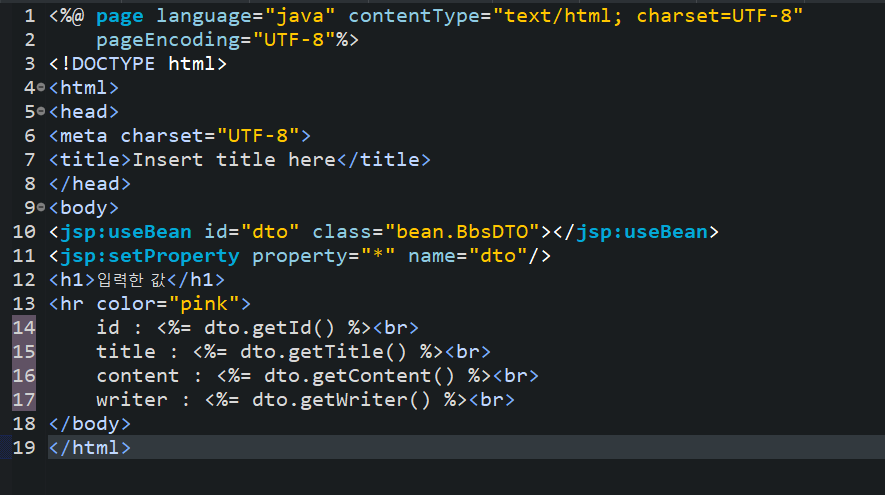 1 <%@ page language="java" contentType="text/html; charset=UTF-8"
2     pageEncoding="UTF-8"%>
3 <!DOCTYPE html>
4 <html>
5 <head>
6 <meta charset="UTF-8">
7 <title>Insert title here</title>
8 </head>
9 <body>
10 <jsp:useBean id="dto" class="bean.BbsDTO"></jsp:useBean>
11 <jsp:setProperty property="*" name="dto"/>
12 <h1>입력한 값</h1>
13 <hr color="pink">
14     id : <%= dto.getId() %><br>
15     title : <%= dto.getTitle() %><br>
16     content : <%= dto.getContent() %><br>
17     writer : <%= dto.getWriter() %><br>
18 </body>
19 </html>